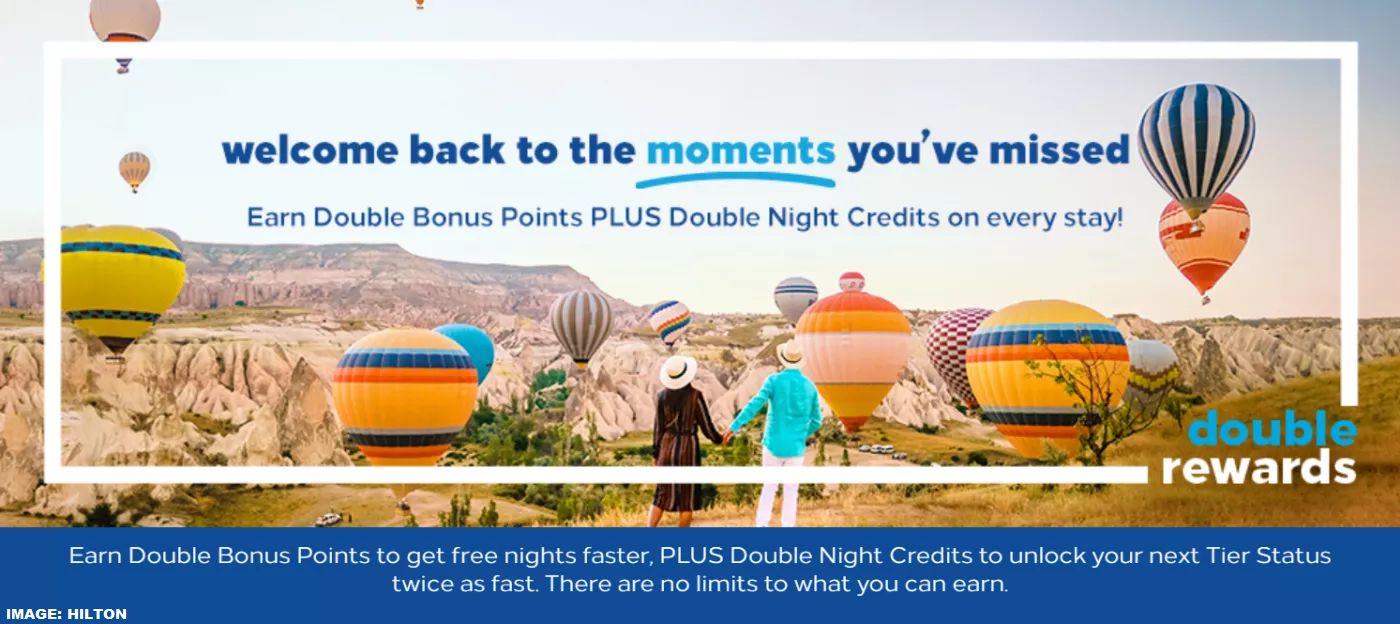 welcome back to the moments you've missed
Earn Double Bonus Points PLUS Double Night Credits on every stay!
double
rewards
Earn Double Bonus Points to get free nights faster, PLUS Double Night Credits to unlock your next Tier Status
twice as fast. There are no limits to what you can earn.
IMAGE: HILTON